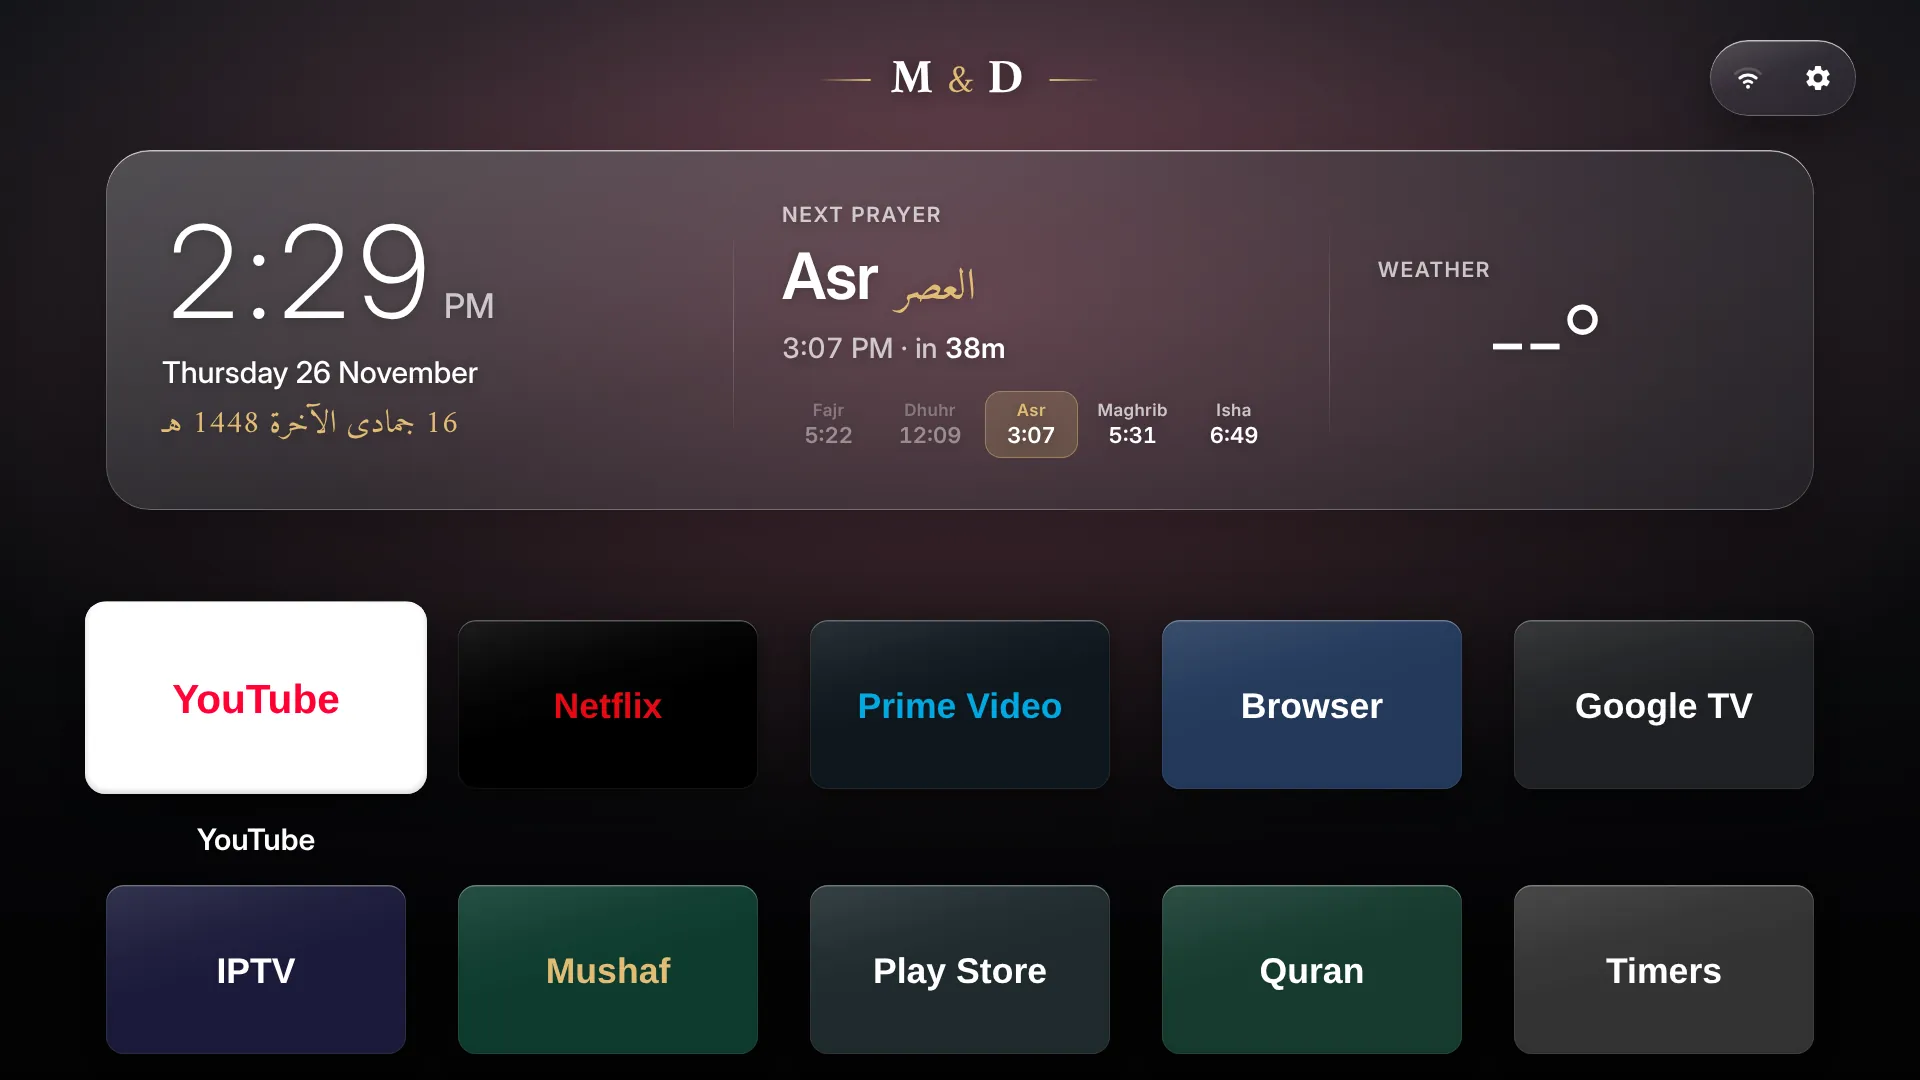 M & D
2:29 PM
Thursday 26 November
16 جمادى الآخرة 1448 هـ
NEXT PRAYER
Asr العصر
3:07 PM · in 38m
Fajr Dhuhr Asr Maghrib Isha
5:22 12:09 3:07 5:31 6:49
WEATHER
--°
YouTube Netflix Prime Video Browser Google TV
YouTube
IPTV Mushaf Play Store Quran Timers